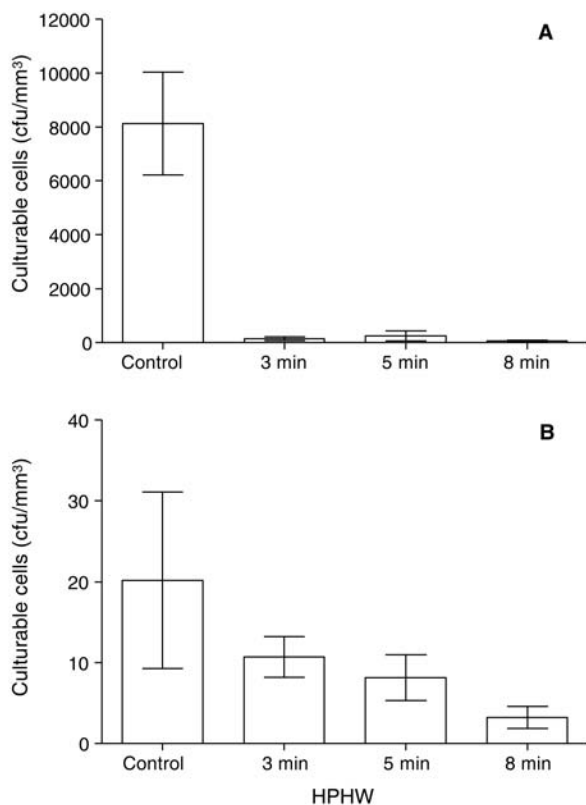 A
Culturable cells (cfu/mm³)
12000
10000
8000
6000
4000
2000
0
Control 3 min 5 min 8 min
B
Culturable cells (cfu/mm³)
40
30
20
10
0
Control 3 min 5 min 8 min
HPHW